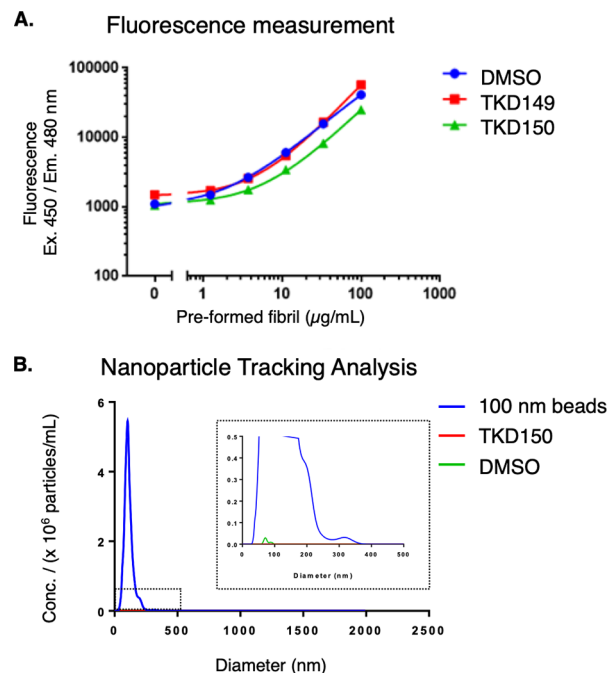 A.
Fluorescence measurement
Fluorescence
Ex. 450 / Em. 480 nm
100000
10000
1000
100
0 1 10 100 1000
Pre-formed fibril (µg/mL)
DMSO
TKD149
TKD150
B.
Nanoparticle Tracking Analysis
Conc. / (x 10⁶ particles/mL)
6
4
2
0
0 500 1000 1500 2000 2500
Diameter (nm)
0.5
0.4
0.3
0.2
0.1
0.0
0 100 200 300 400 500
Diameter (nm)
100 nm beads
TKD150
DMSO